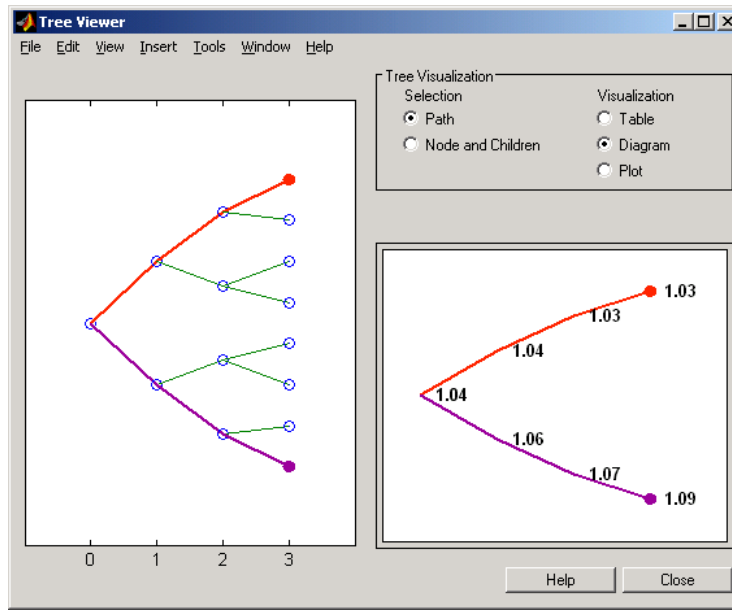 Tree Viewer
File Edit View Insert Tools Window Help
Tree Visualization
Selection Visualization
Path Table
Node and Children Diagram
Plot
1.03
1.03
1.04
1.04
1.06
1.07
1.09
0 1 2 3
Help Close